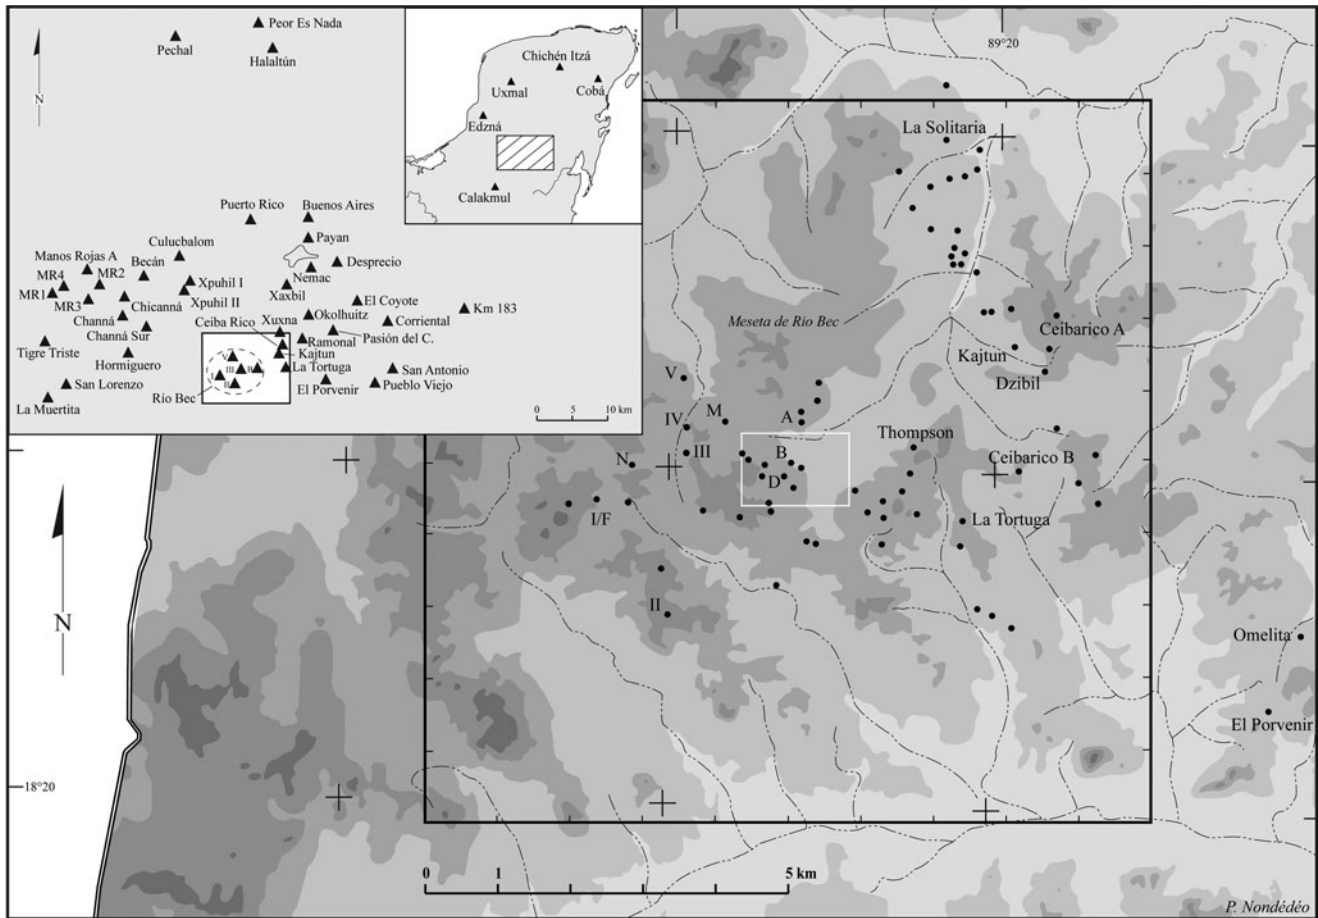 Peor Es Nada
Pechal
Halaltún
N
Chichén Itzá
Uxmal
Cobá
Edzná
Calakmul
Puerto Rico
Buenos Aires
Payan
Culucbalom
Manos Rojas A
Becán
Desprecio
MR4
MR2
Xpuhil I
Nemac
MR1
MR3
Chicanná
Xpuhil II
Xaxbil
El Coyote
Km 183
Channá
Ceiba Rico
Xuxna
Okolhuitz
Corriental
Channá Sur
Ramonal
Pasión del C.
Tigre Triste
Hormiguero
Kajtun
V
La Tortuga
San Antonio
I
III
II
San Lorenzo
Río Bec
El Porvenir
Pueblo Viejo
La Muertita
0 5 10 km
89°20
La Solitaria
Meseta de Rio Bec
Ceibarico A
Kajtun
Dzibil
V
IV
M
A
Thompson
III
B
Ceibarico B
N
D
I/F
La Tortuga
II
N
Omelita
El Porvenir
18°20
0 1 5 km
P. Nondédéo